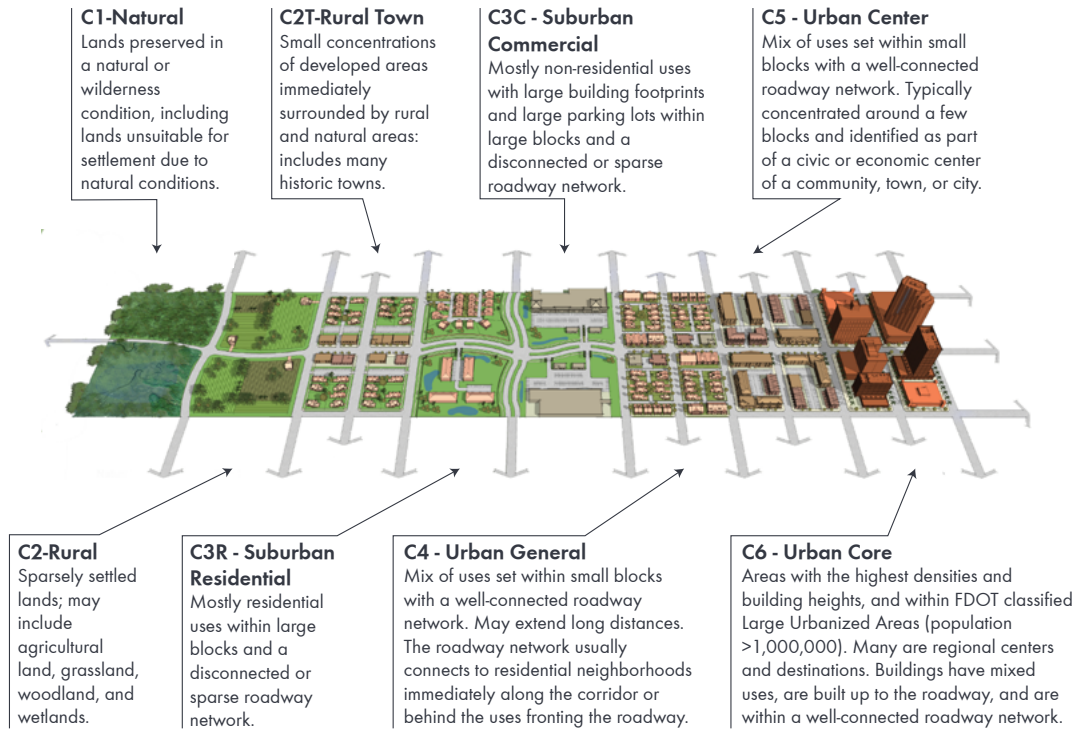 C1-Natural
Lands preserved in
a natural or
wilderness
condition, including
lands unsuitable for
settlement due to
natural conditions.
C2T-Rural Town
Small concentrations
of developed areas
immediately
surrounded by rural
and natural areas:
includes many
historic towns.
C3C - Suburban
Commercial
Mostly non-residential uses
with large building footprints
and large parking lots within
large blocks and a
disconnected or sparse
roadway network.
C5 - Urban Center
Mix of uses set within small
blocks with a well-connected
roadway network. Typically
concentrated around a few
blocks and identified as part
of a civic or economic center
of a community, town, or city.
C2-Rural
Sparsely settled
lands; may
include
agricultural
land, grassland,
woodland, and
wetlands.
C3R - Suburban
Residential
Mostly residential
uses within large
blocks and a
disconnected or
sparse roadway
network.
C4 - Urban General
Mix of uses set within small blocks
with a well-connected roadway
network. May extend long distances.
The roadway network usually
connects to residential neighborhoods
immediately along the corridor or
behind the uses fronting the roadway.
C6 - Urban Core
Areas with the highest densities and
building heights, and within FDOT classified
Large Urbanized Areas (population
>1,000,000). Many are regional centers
and destinations. Buildings have mixed
uses, are built up to the roadway, and are
within a well-connected roadway network.